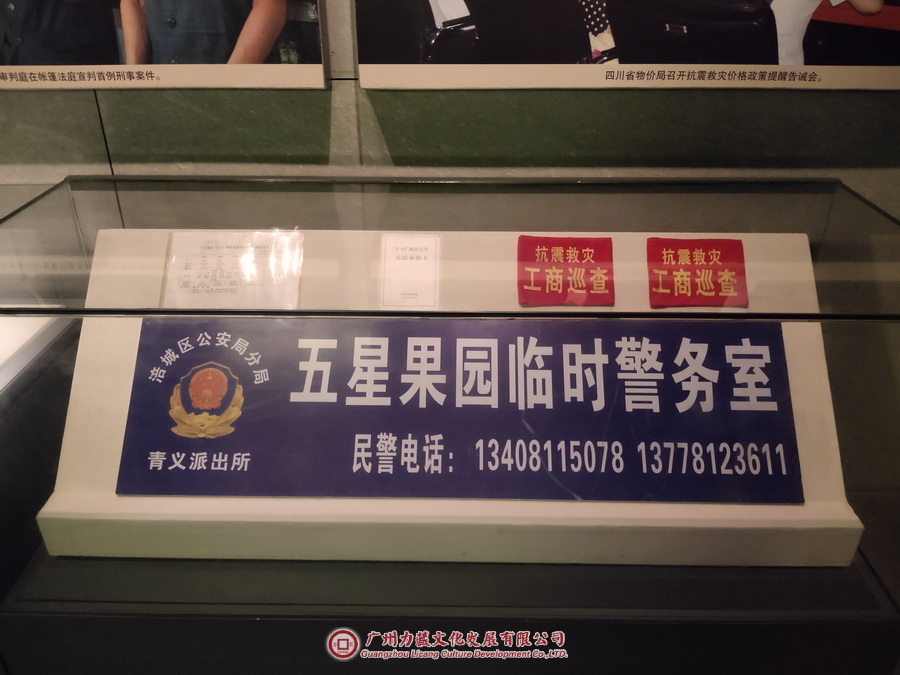 审判庭在帐篷法庭宣判首例刑事案件。
四川省物价局召开抗震救灾价格政策提醒告诫会。
抗震救灾
工商巡查
抗震救灾
工商巡查
涪城区公安局分局
青义派出所
五星果园临时警务室
民警电话：13408115078 13778123611
广州力藏文化发展有限公司
Guangzhou Licang Culture Development Co.,LTD.